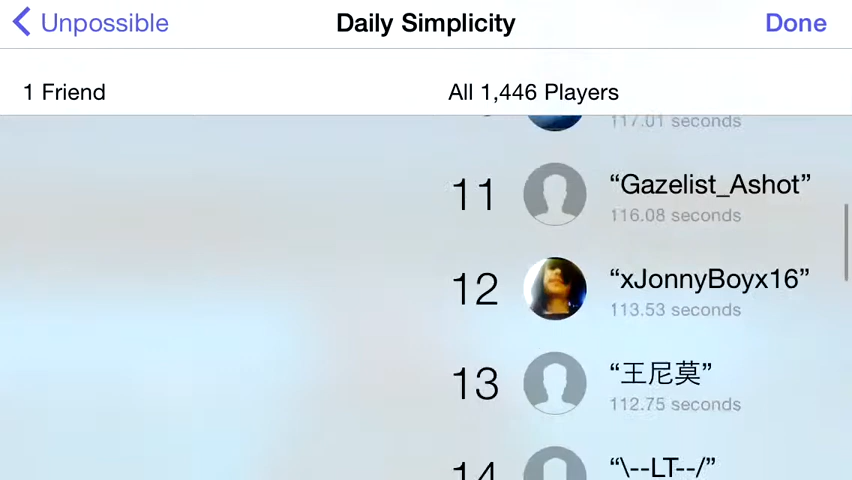 Unpossible
Daily Simplicity
Done
1 Friend
All 1,446 Players
117.01 seconds
11
“Gazelist_Ashot”
116.08 seconds
12
“xJonnyBoyx16”
113.53 seconds
13
“王尼莫”
112.75 seconds
14
“\--LT--/”